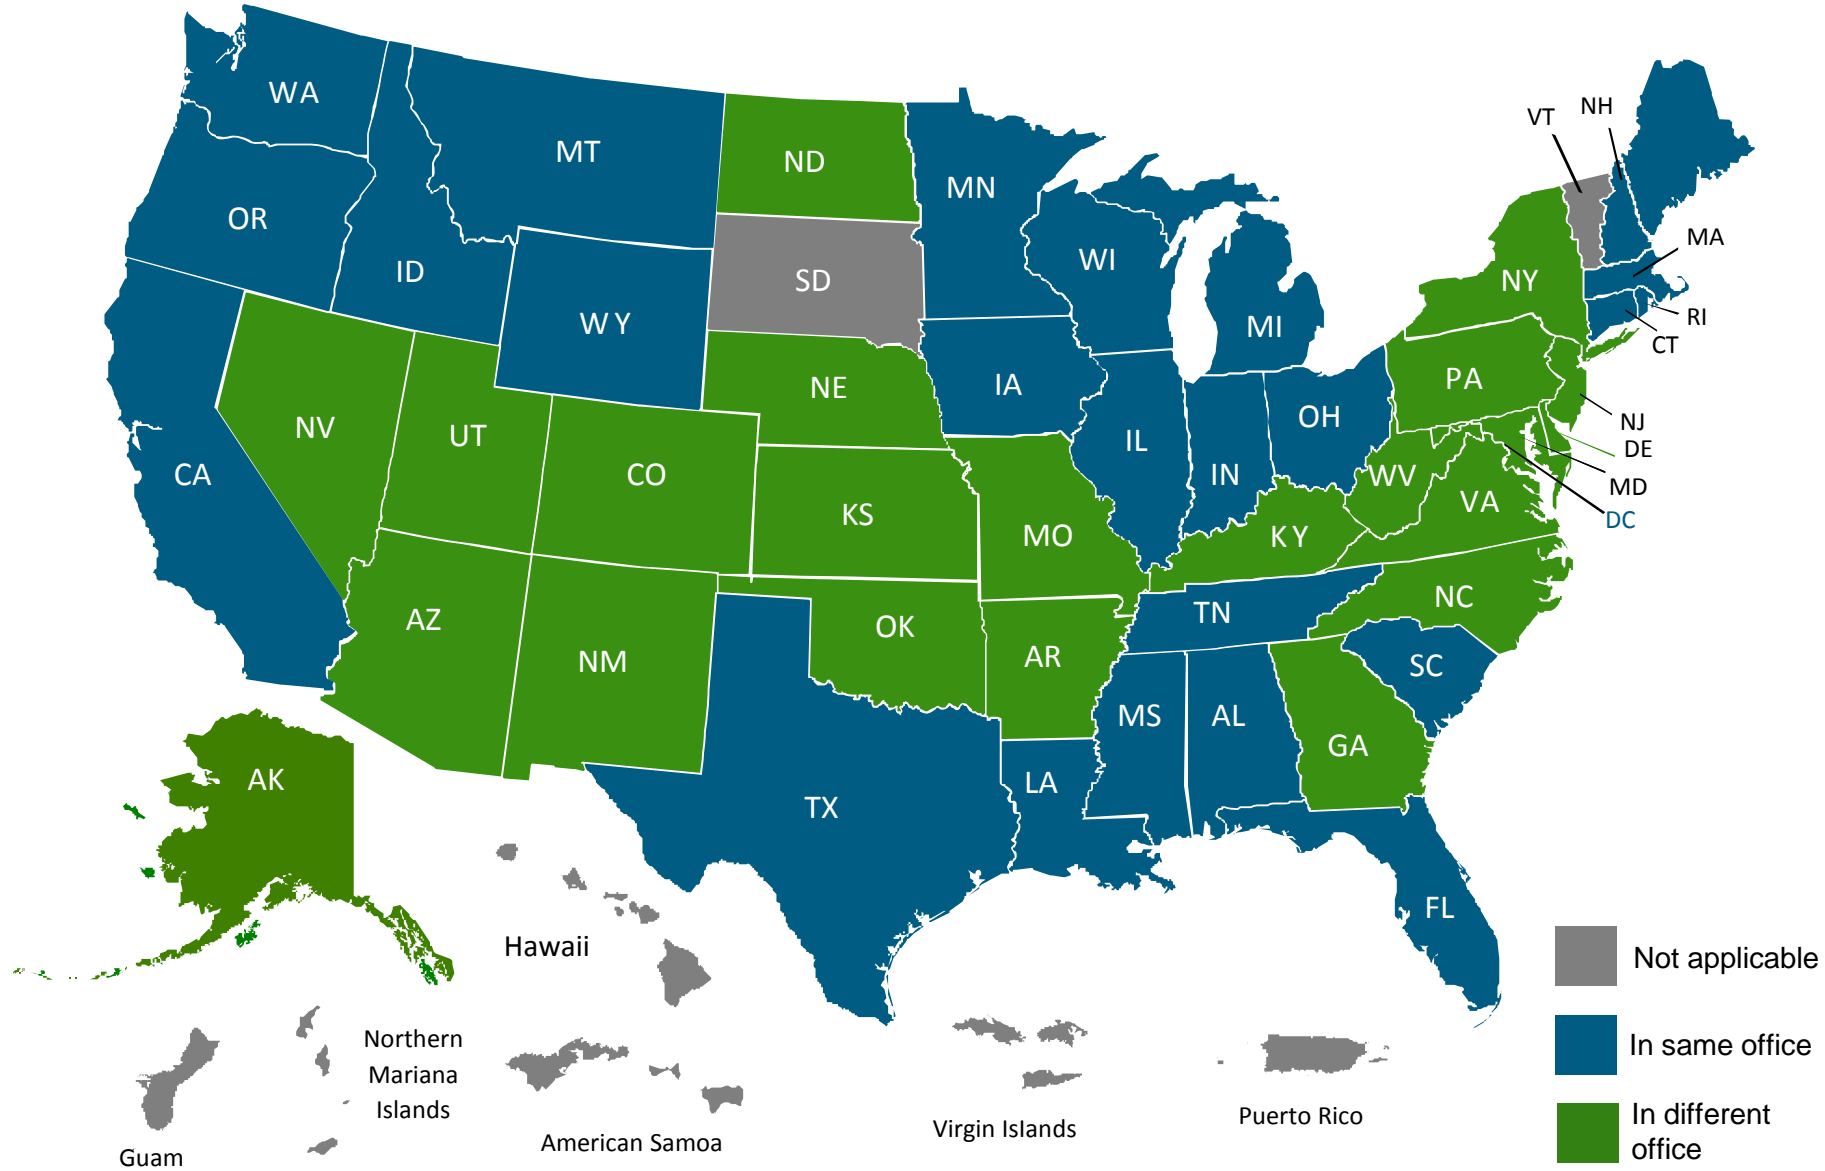 WA
MT
ND
MN
VT
NH
OR
ID
SD
WI
NY
MA
WY
MI
RI
CT
NE
IA
PA
NV
UT
OH
NJ
DE
CA
CO
IL
IN
WV
MD
KS
VA
DC
MO
KY
AZ
OK
TN
NC
NM
AR
SC
MS
AL
GA
AK
LA
TX
FL
Hawaii
Not applicable
Northern
Mariana
Islands
In same office
Guam
American Samoa
Virgin Islands
Puerto Rico
In different
office